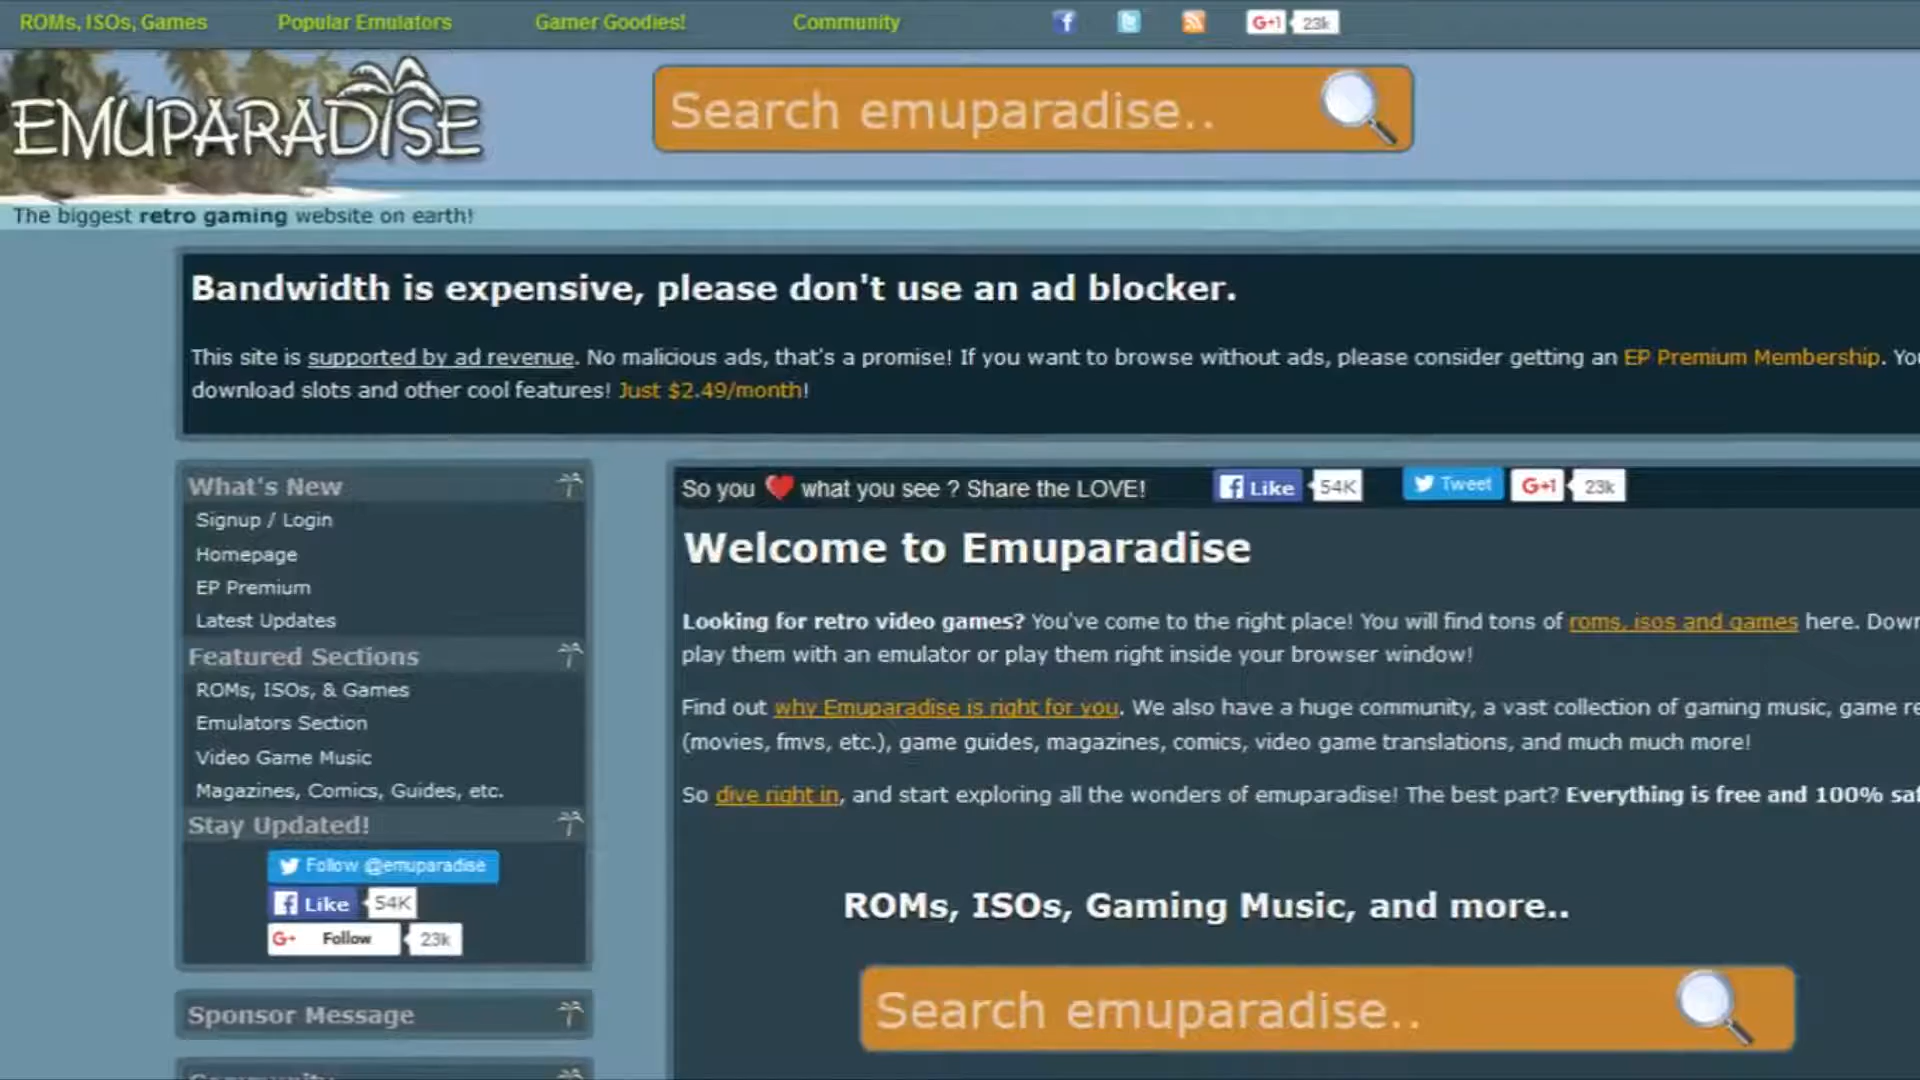 ROMs, ISOs, Games Popular Emulators Gamer Goodies! Community G+1 23k
EMUPARADISE
Search emuparadise..
The biggest retro gaming website on earth!
Bandwidth is expensive, please don't use an ad blocker.
This site is supported by ad revenue. No malicious ads, that's a promise! If you want to browse without ads, please consider getting an EP Premium Membership.
download slots and other cool features! Just $2.49/month!
What's New
Signup / Login
Homepage
EP Premium
Latest Updates
Featured Sections
ROMs, ISOs, & Games
Emulators Section
Video Game Music
Magazines, Comics, Guides, etc.
Stay Updated!
Follow @emuparadise
Like 54K
G+ Follow 23k
Sponsor Message
So you what you see ? Share the LOVE! Like 54K Tweet G+1 23k
Welcome to Emuparadise
Looking for retro video games? You've come to the right place! You will find tons of roms, isos and games here.
play them with an emulator or play them right inside your browser window!
Find out why Emuparadise is right for you. We also have a huge community, a vast collection of gaming music, game
(movies, fmvs, etc.), game guides, magazines, comics, video game translations, and much much more!
So dive right in, and start exploring all the wonders of emuparadise! The best part? Everything is free and 100%
ROMs, ISOs, Gaming Music, and more..
Search emuparadise..